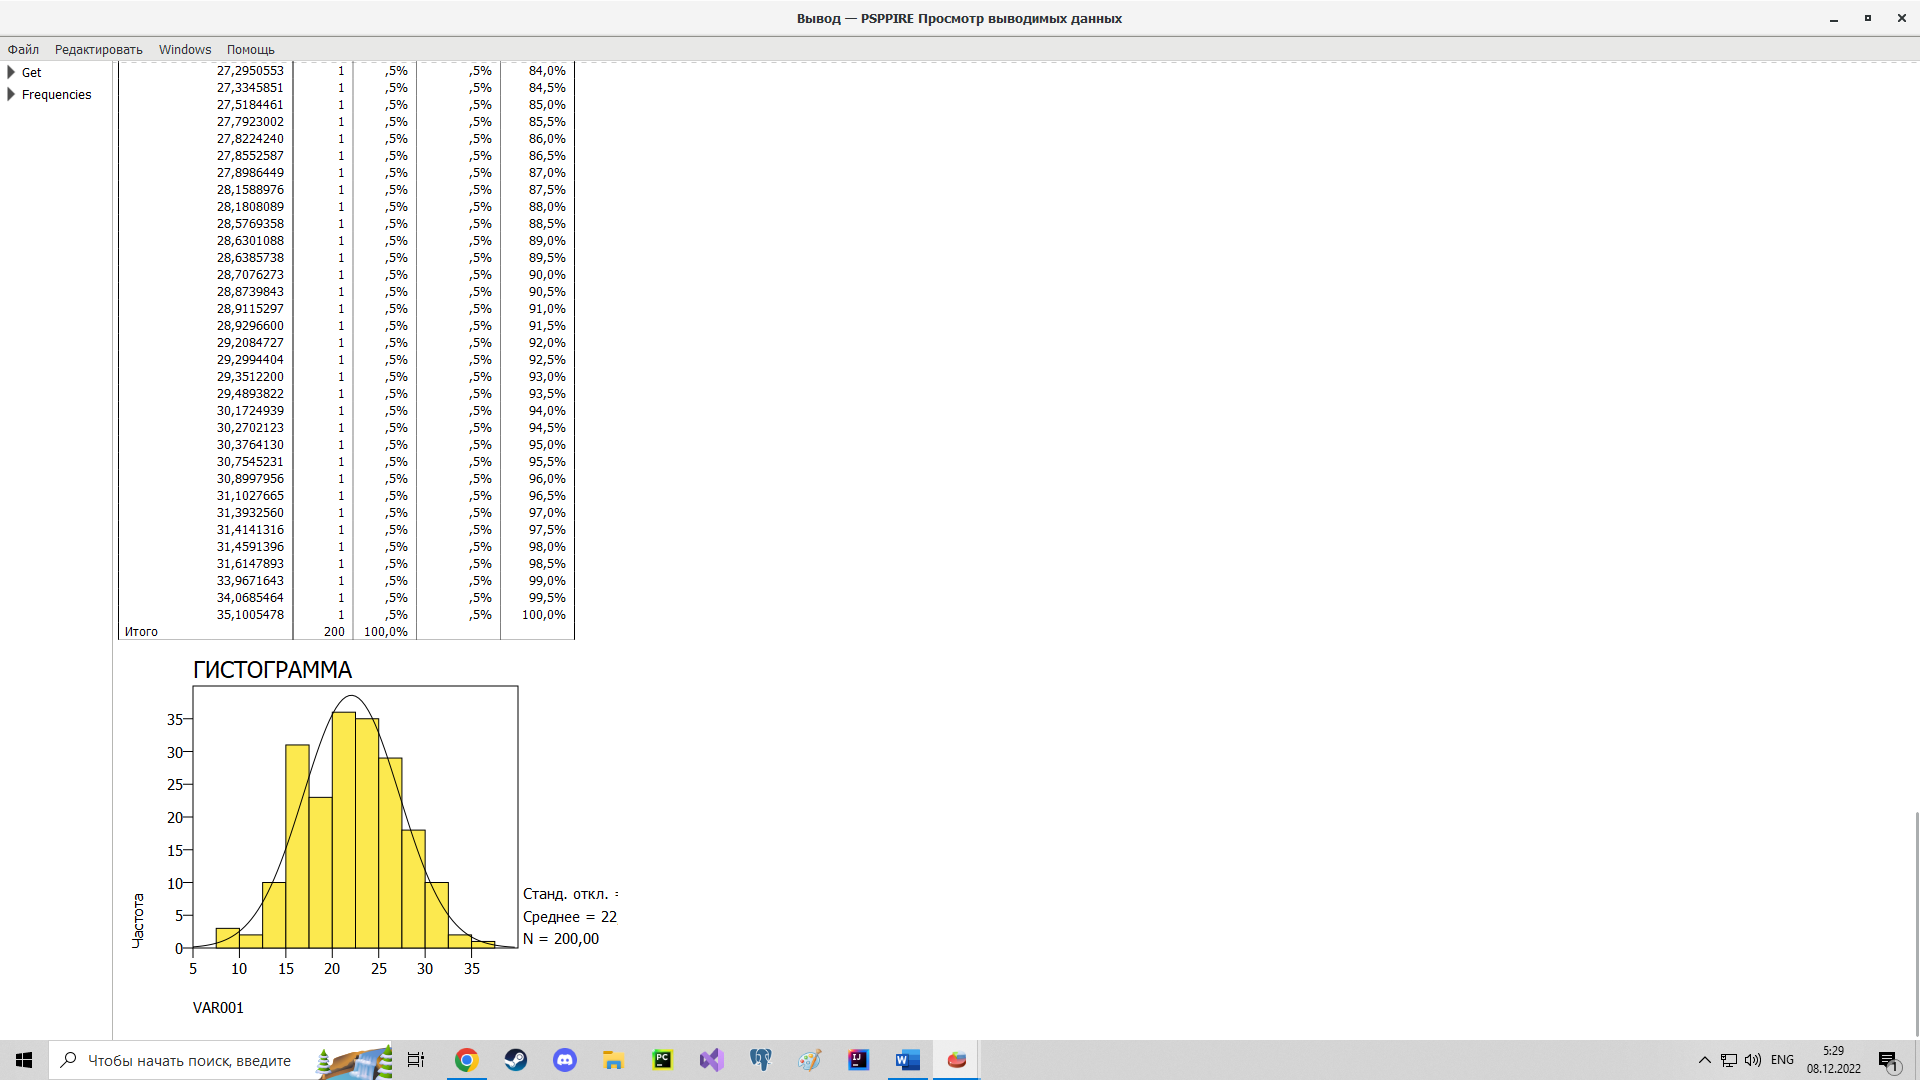 Вывод — PSPPIRE Просмотр выводимых данных
Файл Редактировать Windows Помощь
Get
Frequencies
27,2950553 1 ,5% ,5% 84,0%
27,3345851 1 ,5% ,5% 84,5%
27,5184461 1 ,5% ,5% 85,0%
27,7923002 1 ,5% ,5% 85,5%
27,8224240 1 ,5% ,5% 86,0%
27,8552587 1 ,5% ,5% 86,5%
27,8986449 1 ,5% ,5% 87,0%
28,1588976 1 ,5% ,5% 87,5%
28,1808089 1 ,5% ,5% 88,0%
28,5769358 1 ,5% ,5% 88,5%
28,6301088 1 ,5% ,5% 89,0%
28,6385738 1 ,5% ,5% 89,5%
28,7076273 1 ,5% ,5% 90,0%
28,8739843 1 ,5% ,5% 90,5%
28,9115297 1 ,5% ,5% 91,0%
28,9296600 1 ,5% ,5% 91,5%
29,2084727 1 ,5% ,5% 92,0%
29,2994404 1 ,5% ,5% 92,5%
29,3512200 1 ,5% ,5% 93,0%
29,4893822 1 ,5% ,5% 93,5%
30,1724939 1 ,5% ,5% 94,0%
30,2702123 1 ,5% ,5% 94,5%
30,3764130 1 ,5% ,5% 95,0%
30,7545231 1 ,5% ,5% 95,5%
30,8997956 1 ,5% ,5% 96,0%
31,1027665 1 ,5% ,5% 96,5%
31,3932560 1 ,5% ,5% 97,0%
31,4141316 1 ,5% ,5% 97,5%
31,4591396 1 ,5% ,5% 98,0%
31,6147893 1 ,5% ,5% 98,5%
33,9671643 1 ,5% ,5% 99,0%
34,0685464 1 ,5% ,5% 99,5%
35,1005478 1 ,5% ,5% 100,0%
Итого 200 100,0%
ГИСТОГРАММА
35
30
25
20
15
10
5
0
Частота
Станд. откл. =
Среднее = 22
N = 200,00
5 10 15 20 25 30 35
VAR001
Чтобы начать поиск, введите
PC
IJ
W
ENG
5:29
08.12.2022
1